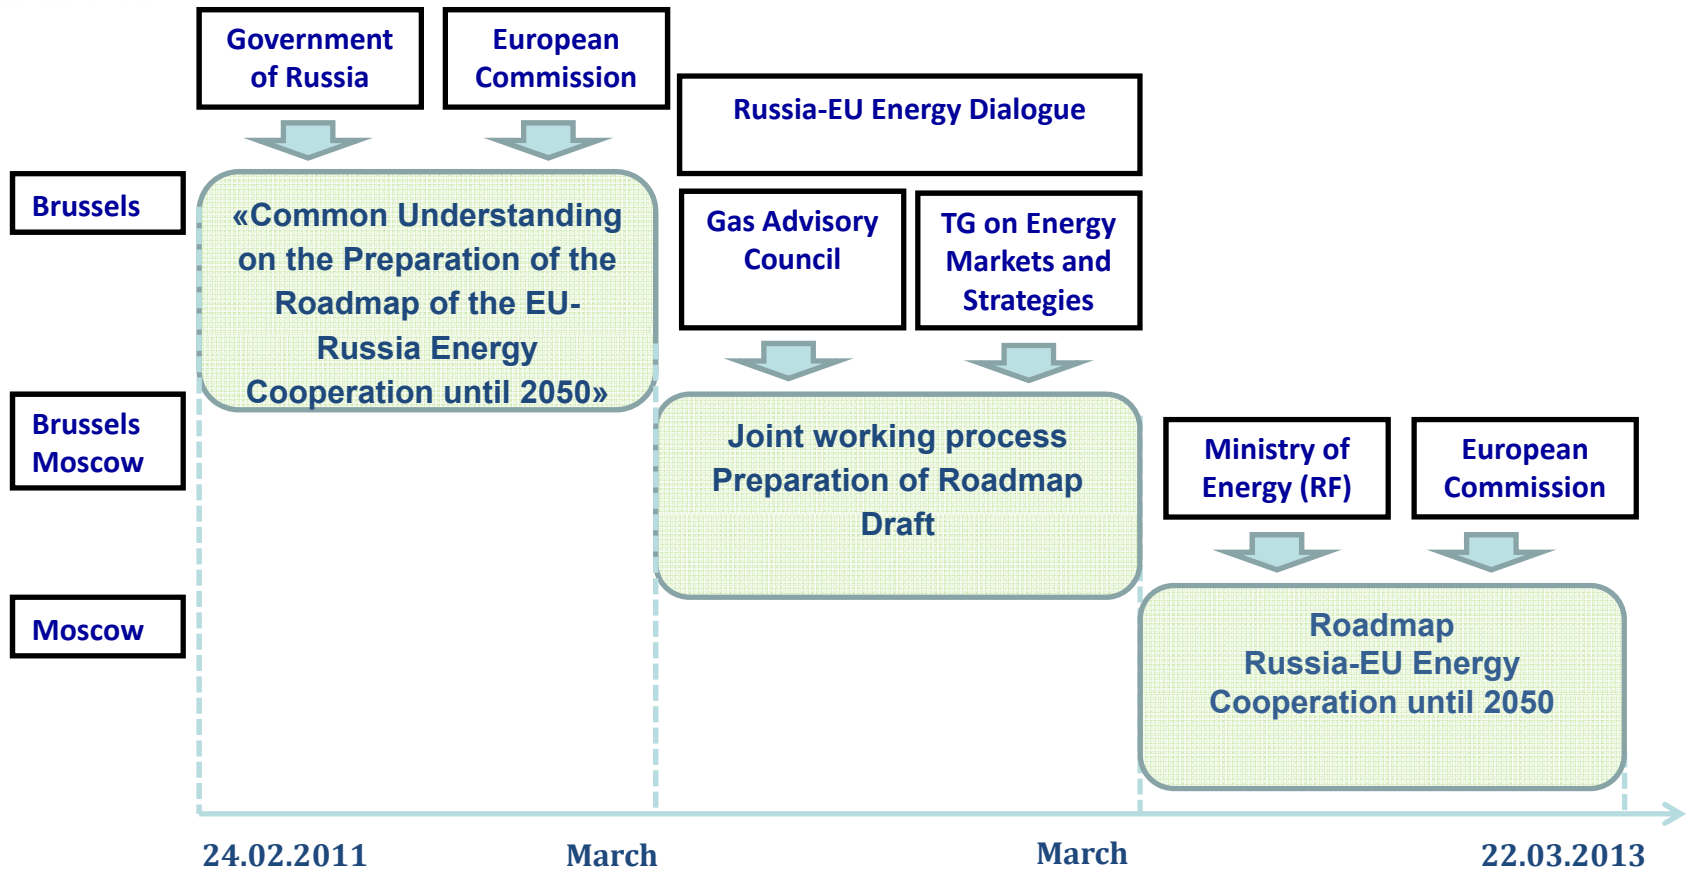 Government
of Russia
European
Commission
Russia-EU Energy Dialogue
Brussels
«Common Understanding
on the Preparation of the
Roadmap of the EU-
Russia Energy
Cooperation until 2050»
Gas Advisory
Council
TG on Energy
Markets and
Strategies
Brussels
Moscow
Joint working process
Preparation of Roadmap
Draft
Ministry of
Energy (RF)
European
Commission
Moscow
Roadmap
Russia-EU Energy
Cooperation until 2050
24.02.2011
March
March
22.03.2013